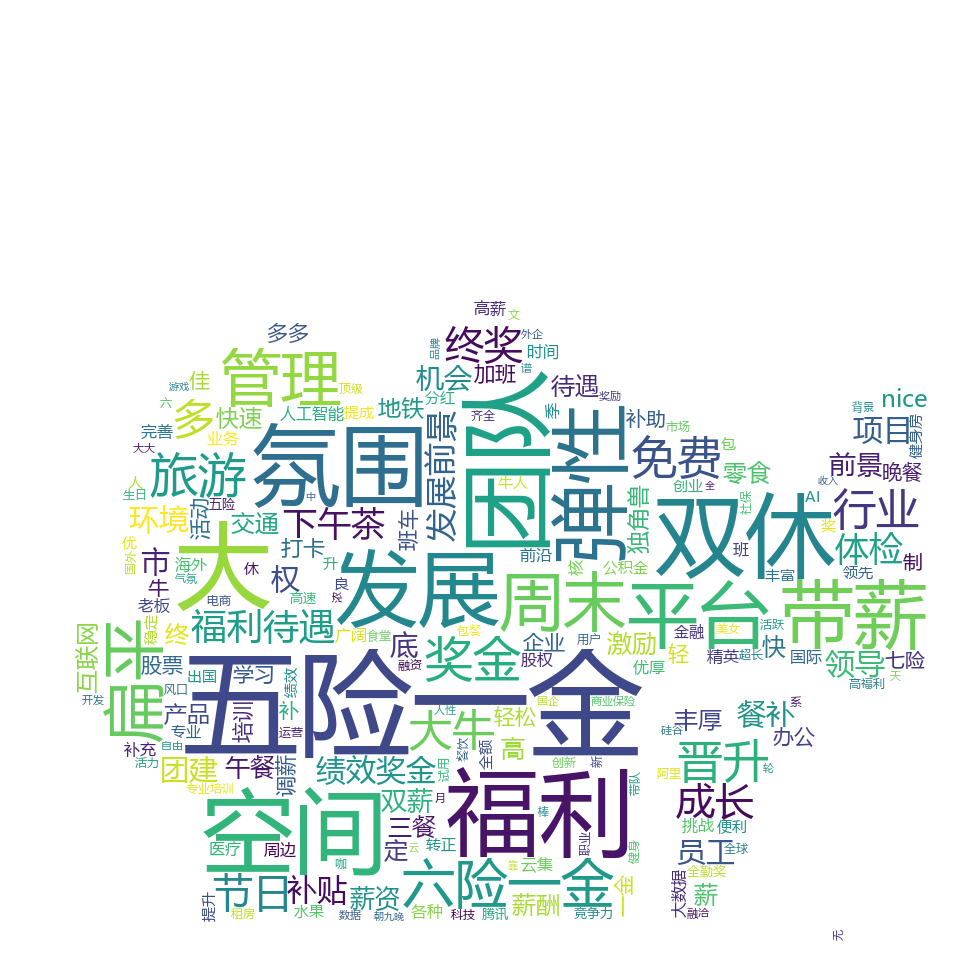 高薪
文
多多
终奖
外企
品牌
时间
管理
佳
机会
加班
待遇
谱
奖励
游戏
顶级
nice
六
多
快速
人工智能
提成
地铁
分红
齐全
季
补助
市场
背景
项目
健身房
完善
业务
大大
氛围
发展前景
团队
弹性
免费
包
旅游
人
生日
五险
中
牛人
创业
全
零食
前景
晚餐
收入
环境
活动
交通
下午茶
班车
独角兽
社保
AI
行业
奖
优
国外
大
打卡
前沿
双休
班
体检
制
市
海外
气氛
休
权
升
良
发展
核
公积金
丰富
领先
牛
老板
电商
高速
及
周末
平台
带薪
稳定
终
福利待遇
广阔
食堂
底
包餐
企业
用户
激励
金融
美女
活跃
互联网
扁平
股票
出国
学习
融资
奖金
股权
优厚
轻
精英
超长
快
国际
领导
七险
天
高福利
开发
风口
绩效
五险一金
国企
商业保险
产品
专业
培训
补
运营
大牛
人性
轻松
高
丰厚
餐补
系
硅谷
办公
补充
自由
活力
团建
午餐
调薪
绩效奖金
试用
餐饮
全额
创新
新
带队
阿里
晋升
轮
专业培训
空间
双薪
月
三餐
福利
棒
成长
医疗
周边
咖
定
云
转正
靠
云集
职业
健身
挑战
便利
员工
全球
提升
节日
租房
补贴
水果
数据
薪资
朝九晚
各种
六险一金
科技
腾讯
薪酬
竞争力
一金
大数据
全勤奖
薪
融洽
无